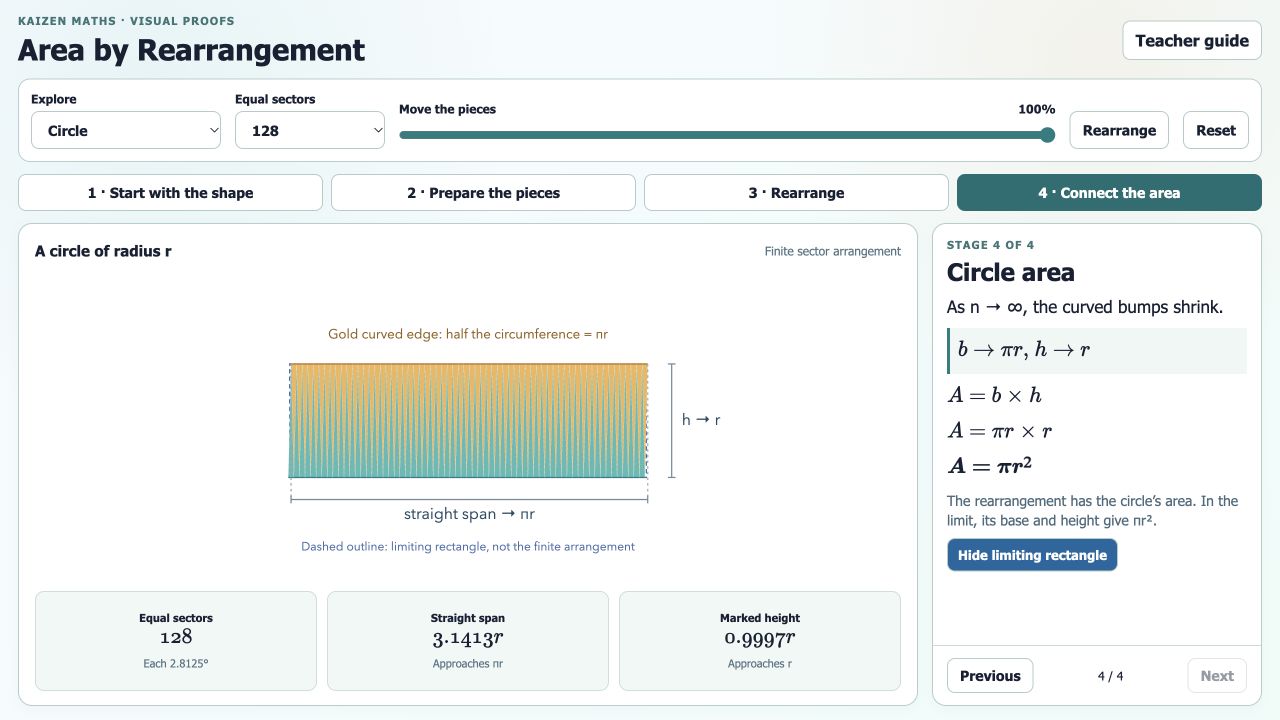 KAIZEN MATHS · VISUAL PROOFS
Area by Rearrangement
Teacher guide
Explore
Circle
Equal sectors
128
Move the pieces
100%
Rearrange
Reset
1 · Start with the shape
2 · Prepare the pieces
3 · Rearrange
4 · Connect the area
A circle of radius r
Finite sector arrangement
Gold curved edge: half the circumference = πr
h → r
straight span → πr
Dashed outline: limiting rectangle, not the finite arrangement
Equal sectors
128
Each 2.8125°
Straight span
3.1413r
Approaches πr
Marked height
0.9997r
Approaches r
STAGE 4 OF 4
Circle area
As n → ∞, the curved bumps shrink.
b → πr, h → r
A = b × h
A = πr × r
A = πr²
The rearrangement has the circle’s area. In the
limit, its base and height give πr².
Hide limiting rectangle
Previous
4 / 4
Next